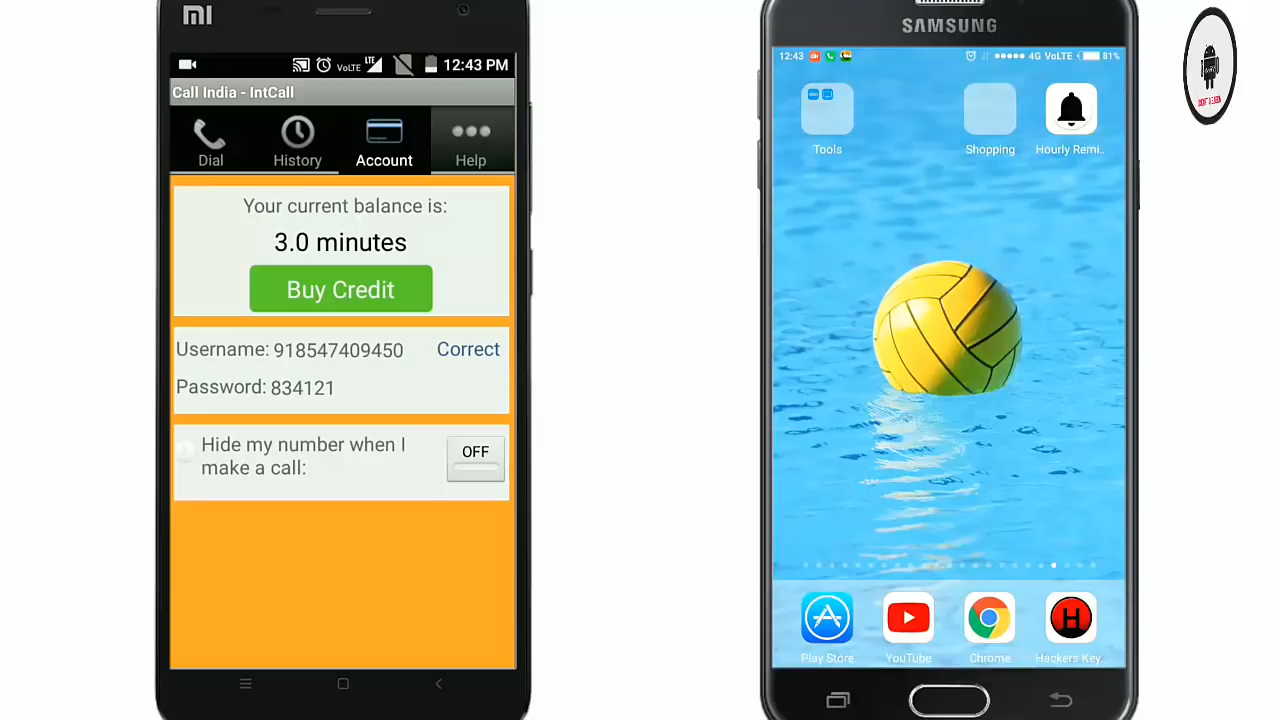 MI
12:43 PM
VoLTE LTE
Call India - IntCall
Dial
History
Account
Help
Your current balance is:
3.0 minutes
Buy Credit
Username: 918547409450
Correct
Password: 834121
Hide my number when I
make a call:
OFF
SAMSUNG
12:43
4G VoLTE
81%
Tools
Shopping
Hourly Remi..
Play Store
YouTube
Chrome
H
Hackers Key.